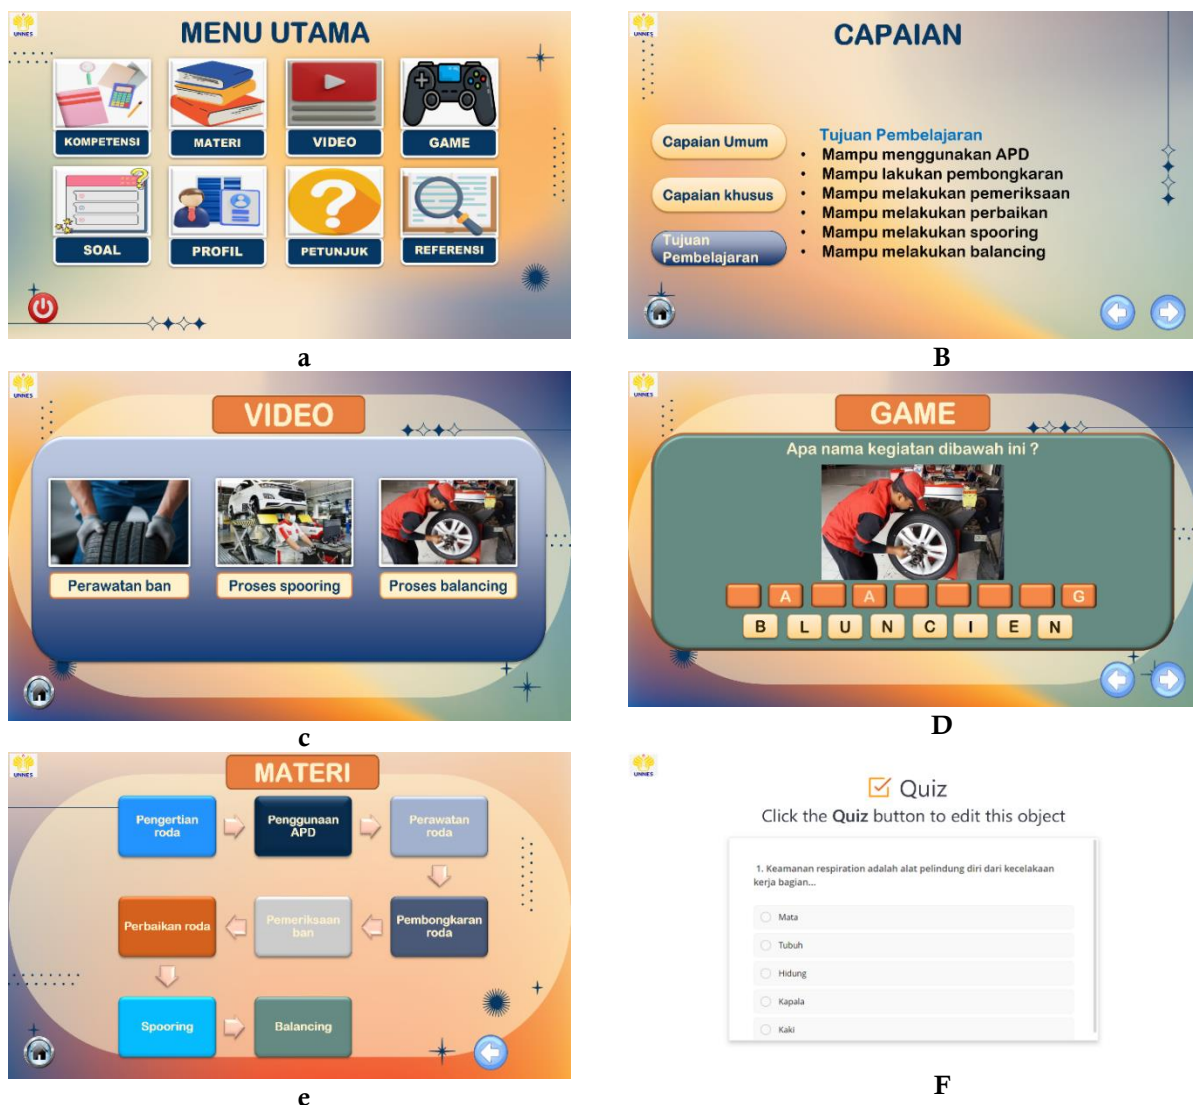 UNNES
MENU UTAMA
KOMPETENSI
MATERI
VIDEO
GAME
SOAL
PROFIL
PETUNJUK
REFERENSI
a
UNNES
CAPAIAN
Capaian Umum
Capaian khusus
Tujuan
Pembelajaran
Tujuan Pembelajaran
• Mampu menggunakan APD
• Mampu lakukan pembongkaran
• Mampu melakukan pemeriksaan
• Mampu melakukan perbaikan
• Mampu melakukan spooring
• Mampu melakukan balancing
B
UNNES
VIDEO
Perawatan ban
Proses spooring
Proses balancing
c
UNNES
GAME
Apa nama kegiatan dibawah ini ?
A A G
B L U N C I E N
D
UNNES
MATERI
Pengertian
roda
Penggunaan
APD
Perawatan
roda
Perbaikan roda
Pemeriksaan
ban
Pembongkaran
roda
Spooring
Balancing
e
UNNES
Quiz
Click the Quiz button to edit this object
1. Keamanan respiration adalah alat pelindung diri dari kecelakaan
kerja bagian...
Mata
Tubuh
Hidung
Kapala
Kaki
F